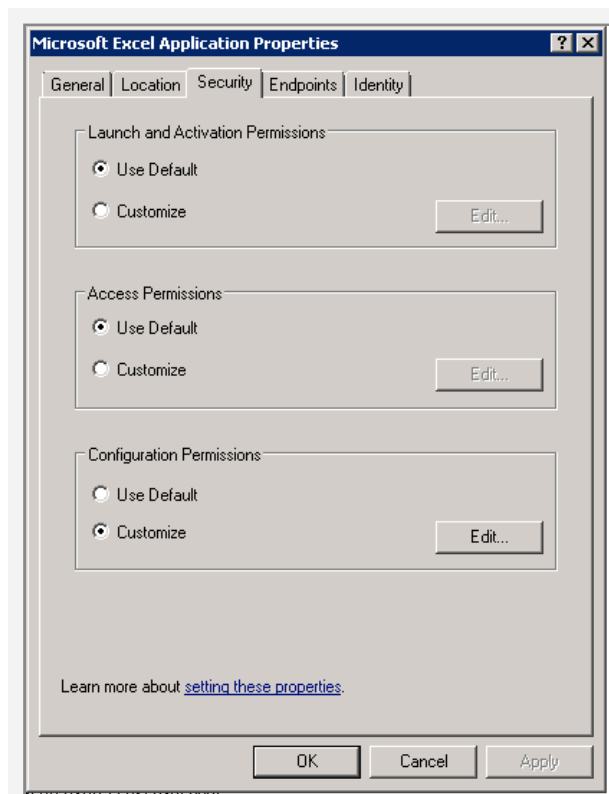 Microsoft Excel Application Properties
General Location Security Endpoints Identity
Launch and Activation Permissions
Use Default
Customize
Edit...
Access Permissions
Use Default
Customize
Edit...
Configuration Permissions
Use Default
Customize
Edit...
Learn more about setting these properties.
OK Cancel Apply